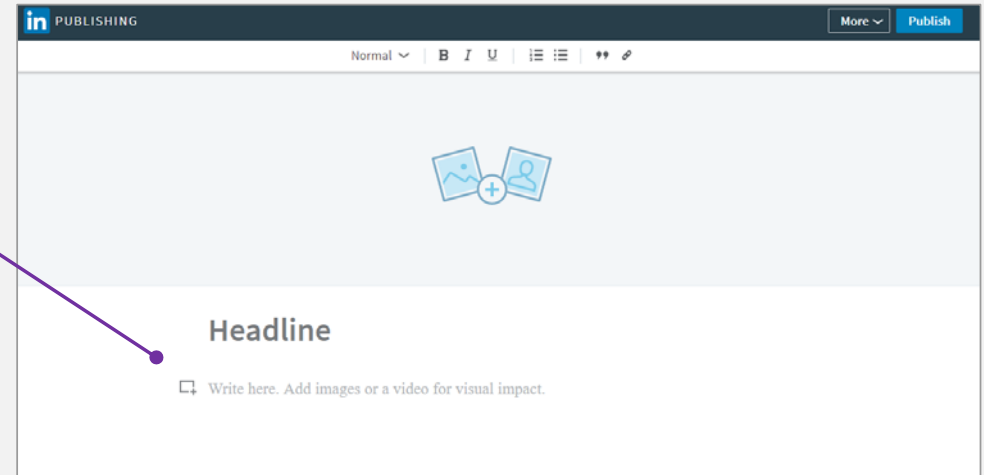 in PUBLISHING More Publish
Normal B I U
Headline
Write here. Add images or a video for visual impact.